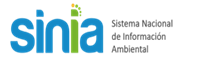 sinia
Sistema Nacional
de Información
Ambiental